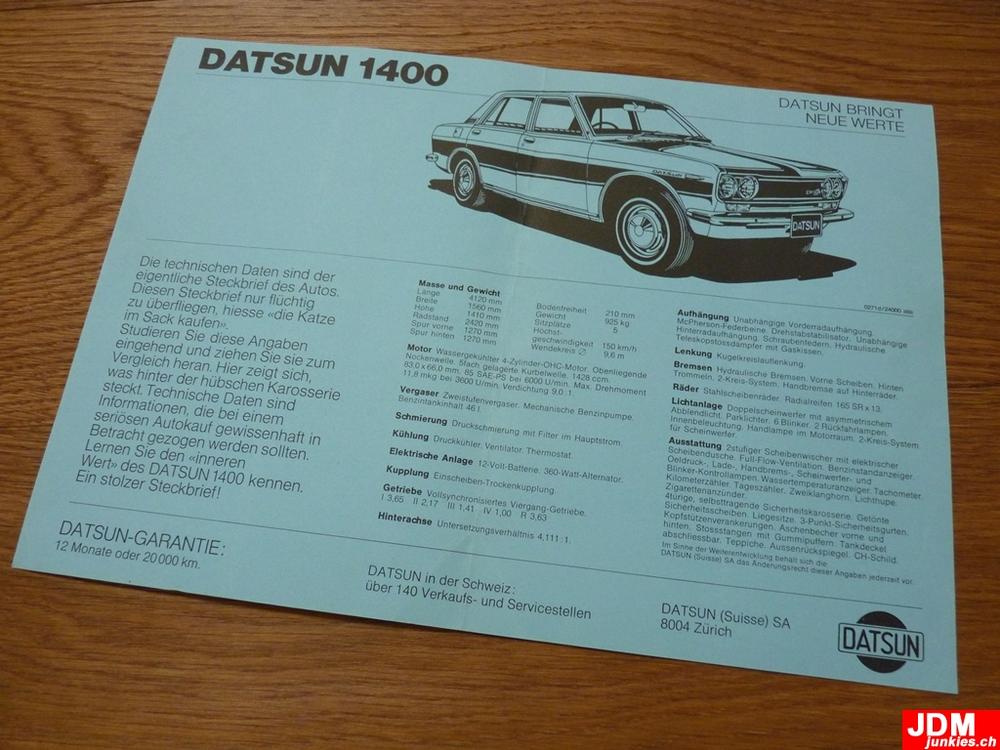 DATSUN 1400
DATSUN BRINGT
NEUE WERTE
DATSUN
DATSUN
Die technischen Daten sind der
eigentliche Steckbrief des Autos.
Diesen Steckbrief nur flüchtig
zu überfliegen, hiesse «die Katze
im Sack kaufen».
Studieren Sie diese Angaben
eingehend und ziehen Sie sie zum
Vergleich heran. Hier zeigt sich,
was hinter der hübschen Karosserie
steckt. Technische Daten sind
Informationen, die bei einem
seriösen Autokauf gewissenhaft in
Betracht gezogen werden sollten.
Lernen Sie den «inneren
Wert» des DATSUN 1400 kennen.
Ein stolzer Steckbrief!
Masse und Gewicht
Länge 4120 mm
Breite 1560 mm
Höhe 1410 mm
Radstand 2420 mm
Spur vorne 1270 mm
Spur hinten 1270 mm
Bodenfreiheit 210 mm
Gewicht 925 kg
Sitzplätze 5
Höchst-
geschwindigkeit 150 km/h
Wendekreis ∅ 9,6 m
Motor Wassergekühlter 4-Zylinder-OHC-Motor. Obenliegende
Nockenwelle. 5fach gelagerte Kurbelwelle. 1428 ccm.
83,0 x 66,0 mm. 85 SAE-PS bei 6000 U/min. Max. Drehmoment
11,8 mkg bei 3600 U/min. Verdichtung 9,0 :1.
Vergaser Zweistufenvergaser. Mechanische Benzinpumpe.
Benzintankinhalt 46 l.
Schmierung Druckschmierung mit Filter im Hauptstrom.
Kühlung Druckkühler, Ventilator, Thermostat.
Elektrische Anlage 12-Volt-Batterie. 360-Watt-Alternator.
Kupplung Einscheiben-Trockenkupplung.
Getriebe Vollsynchronisiertes Viergang-Getriebe.
I 3,65 II 2,17 III 1,41 IV 1,00 R 3,63
Hinterachse Untersetzungsverhältnis 4,111 :1.
Aufhängung Unabhängige Vorderradaufhängung.
McPherson-Federbeine. Drehstabstabilisator. Unabhängige
Hinterradaufhängung. Schraubenfedern. Hydraulische
Teleskopstossdämpfer mit Gaskissen.
Lenkung Kugelkreislauflenkung.
Bremsen Hydraulische Bremsen. Vorne Scheiben. Hinten
Trommeln. 2-Kreis-System. Handbremse auf Hinterräder.
Räder Stahlscheibenräder. Radialreifen 165 SR x 13.
Lichtanlage Doppelscheinwerfer mit asymetrischem
Abblendlicht. Parklichter. 6 Blinker. 2 Rückfahrlampen.
Innenbeleuchtung. Handlampe im Motorraum. 2-Kreis-System
für Scheinwerfer.
Ausstattung 2stufiger Scheibenwischer mit elektrischer
Scheibendusche. Full-Flow-Ventilation. Benzinstandanzeiger.
Oeldruck-, Lade-, Handbrems-, Scheinwerfer- und
Blinker-Kontrollampen. Wassertemperaturanzeiger. Tachometer.
Kilometerzähler. Tageszähler. Zweiklanghorn. Lichthupe.
Zigarettenanzünder.
4türige, selbsttragende Sicherheitskarosserie. Getönte
Sicherheitsscheiben. Liegesitze. 3-Punkt-Sicherheitsgurten.
Kopfstützenverankerungen. Aschenbecher vorne und
hinten. Stossstangen mit Gummipuffern. Tankdeckel
abschliessbar. Teppiche. Aussenrückspiegel. CH-Schild.
Im Sinne der Weiterentwicklung behält sich die
DATSUN (Suisse) SA das Änderungsrecht dieser Angaben jederzeit vor.
DATSUN-GARANTIE:
12 Monate oder 20 000 km.
DATSUN in der Schweiz:
über 140 Verkaufs- und Servicestellen
DATSUN (Suisse) SA
8004 Zürich
DATSUN
JDM
junkies.ch